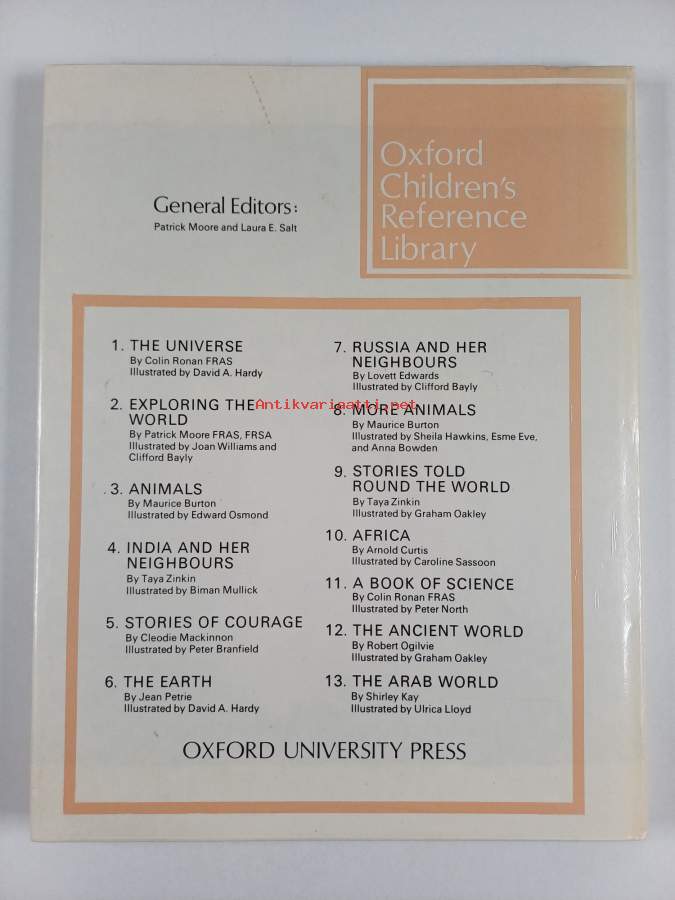 Oxford
Children's
Reference
Library
General Editors:
Patrick Moore and Laura E. Salt
1. THE UNIVERSE
By Colin Ronan FRAS
Illustrated by David A. Hardy
2. EXPLORING THE
WORLD
By Patrick Moore FRAS, FRSA
Illustrated by Joan Williams and
Clifford Bayly
3. ANIMALS
By Maurice Burton
Illustrated by Edward Osmond
4. INDIA AND HER
NEIGHBOURS
By Taya Zinkin
Illustrated by Biman Mullick
5. STORIES OF COURAGE
By Cleodie Mackinnon
Illustrated by Peter Branfield
6. THE EARTH
By Jean Petrie
Illustrated by David A. Hardy
7. RUSSIA AND HER
NEIGHBOURS
By Lovett Edwards
Illustrated by Clifford Bayly
8. MORE ANIMALS
By Maurice Burton
Illustrated by Sheila Hawkins, Esme Eve,
and Anna Bowden
9. STORIES TOLD
ROUND THE WORLD
By Taya Zinkin
Illustrated by Graham Oakley
10. AFRICA
By Arnold Curtis
Illustrated by Caroline Sassoon
11. A BOOK OF SCIENCE
By Colin Ronan FRAS
Illustrated by Peter North
12. THE ANCIENT WORLD
By Robert Ogilvie
Illustrated by Graham Oakley
13. THE ARAB WORLD
By Shirley Kay
Illustrated by Ulrica Lloyd
OXFORD UNIVERSITY PRESS
Antikvariaatti.net